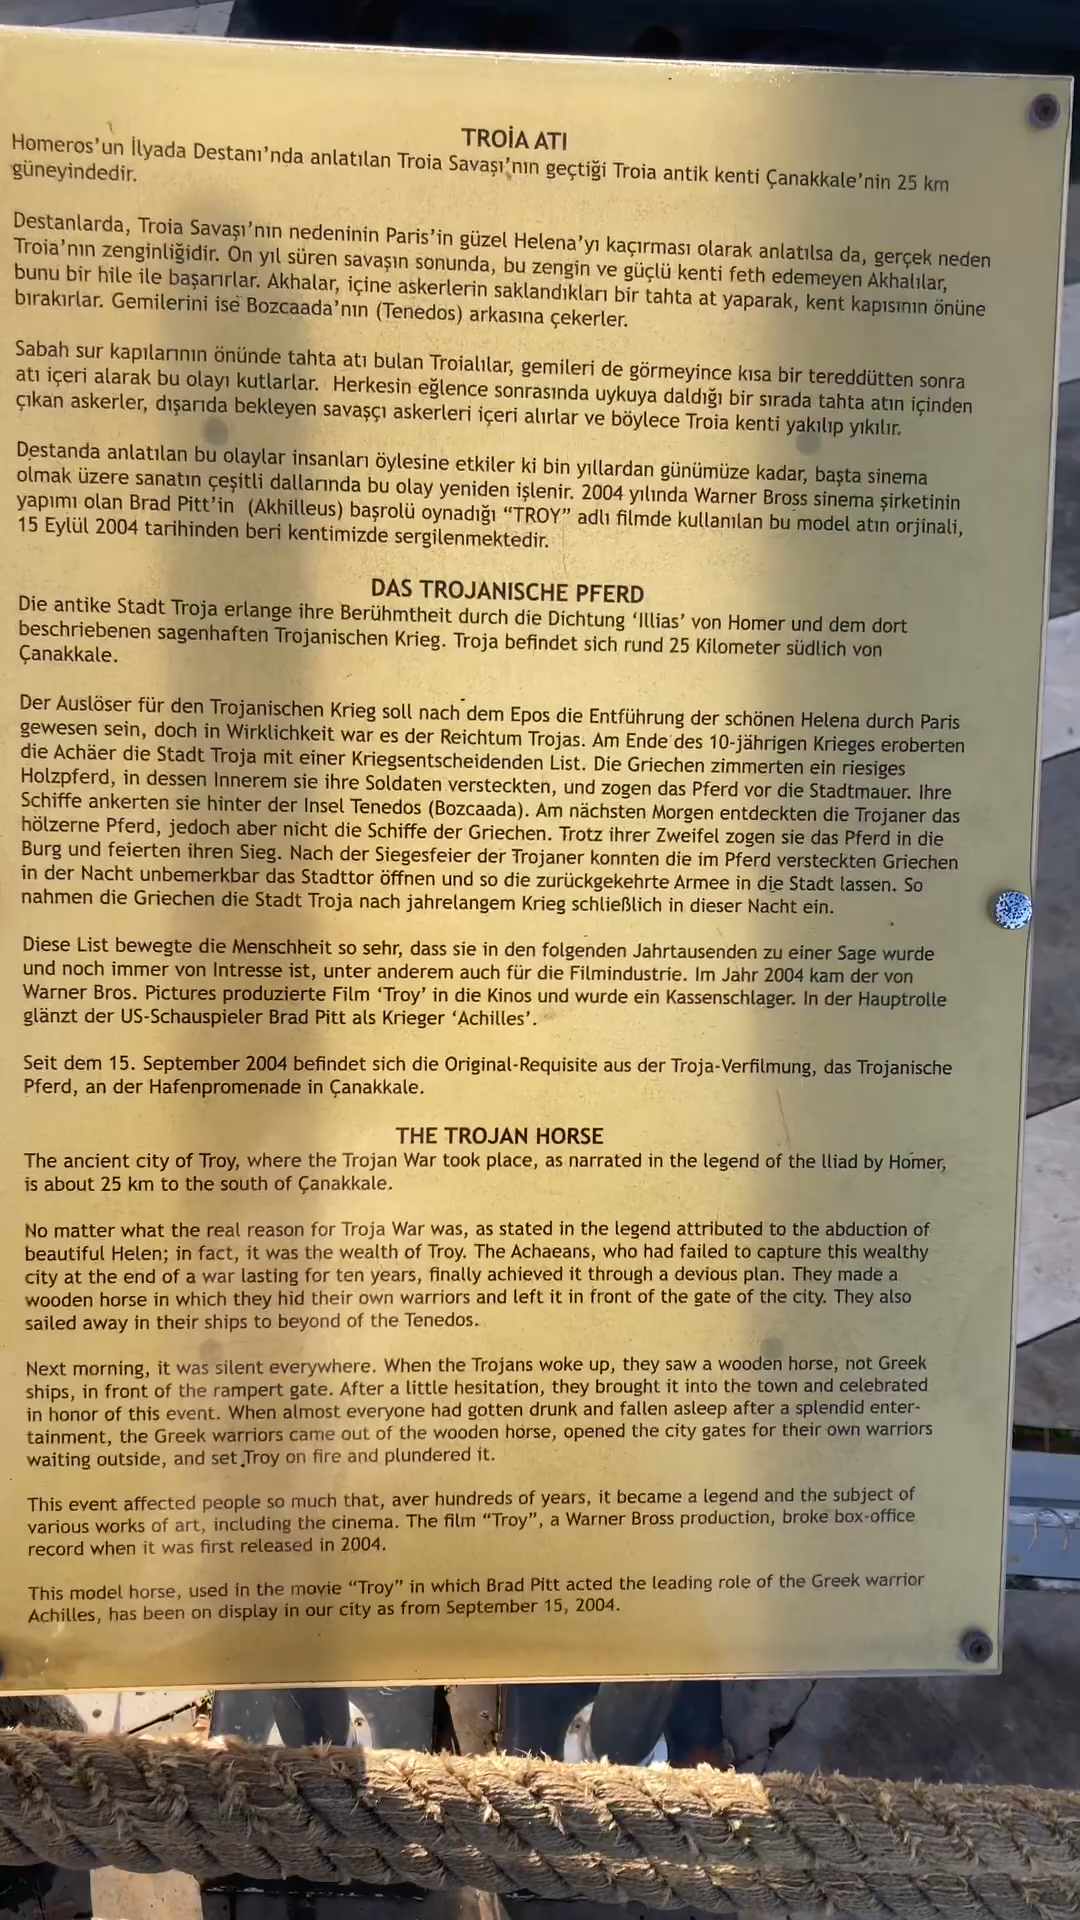 TROİA ATI
Homeros’un İlyada Destanı’nda anlatılan Troia Savaşı’nın geçtiği Troia antik kenti Çanakkale’nin 25 km
güneyindedir.
Destanlarda, Troia Savaşı’nın nedeninin Paris’in güzel Helena’yı kaçırması olarak anlatılsa da, gerçek neden
Troia’nın zenginliğidir. On yıl süren savaşın sonunda, bu zengin ve güçlü kenti feth edemeyen Akhalılar,
bunu bir hile ile başarırlar. Akhalar, içine askerlerin saklandıkları bir tahta at yaparak, kent kapısının önüne
bırakırlar. Gemilerini ise Bozcaada’nın (Tenedos) arkasına çekerler.
Sabah sur kapılarının önünde tahta atı bulan Troialılar, gemileri de görmeyince kısa bir tereddütten sonra
atı içeri alarak bu olayı kutlarlar. Herkesin eğlence sonrasında uykuya daldığı bir sırada tahta atın içinden
çıkan askerler, dışarıda bekleyen savaşçı askerleri içeri alırlar ve böylece Troia kenti yakılıp yıkılır.
Destanda anlatılan bu olaylar insanları öylesine etkiler ki bin yıllardan günümüze kadar, başta sinema
olmak üzere sanatın çeşitli dallarında bu olay yeniden işlenir. 2004 yılında Warner Bross sinema şirketinin
yapımı olan Brad Pitt’in (Akhilleus) başrolü oynadığı “TROY” adlı filmde kullanılan bu model atın orjinali,
15 Eylül 2004 tarihinden beri kentimizde sergilenmektedir.
DAS TROJANISCHE PFERD
Die antike Stadt Troja erlange ihre Berühmtheit durch die Dichtung ‘Illias’ von Homer und dem dort
beschriebenen sagenhaften Trojanischen Krieg. Troja befindet sich rund 25 Kilometer südlich von
Çanakkale.
Der Auslöser für den Trojanischen Krieg soll nach dem Epos die Entführung der schönen Helena durch Paris
gewesen sein, doch in Wirklichkeit war es der Reichtum Trojas. Am Ende des 10-jährigen Krieges eroberten
die Achäer die Stadt Troja mit einer Kriegsentscheidenden List. Die Griechen zimmerten ein riesiges
Holzpferd, in dessen Innerem sie ihre Soldaten versteckten, und zogen das Pferd vor die Stadtmauer. Ihre
Schiffe ankerten sie hinter der Insel Tenedos (Bozcaada). Am nächsten Morgen entdeckten die Trojaner das
hölzerne Pferd, jedoch aber nicht die Schiffe der Griechen. Trotz ihrer Zweifel zogen sie das Pferd in die
Burg und feierten ihren Sieg. Nach der Siegesfeier der Trojaner konnten die im Pferd versteckten Griechen
in der Nacht unbemerkbar das Stadttor öffnen und so die zurückgekehrte Armee in die Stadt lassen. So
nahmen die Griechen die Stadt Troja nach jahrelangem Krieg schließlich in dieser Nacht ein.
Diese List bewegte die Menschheit so sehr, dass sie in den folgenden Jahrtausenden zu einer Sage wurde
und noch immer von Intresse ist, unter anderem auch für die Filmindustrie. Im Jahr 2004 kam der von
Warner Bros. Pictures produzierte Film ‘Troy’ in die Kinos und wurde ein Kassenschlager. In der Hauptrolle
glänzt der US-Schauspieler Brad Pitt als Krieger ‘Achilles’.
Seit dem 15. September 2004 befindet sich die Original-Requisite aus der Troja-Verfilmung, das Trojanische
Pferd, an der Hafenpromenade in Çanakkale.
THE TROJAN HORSE
The ancient city of Troy, where the Trojan War took place, as narrated in the legend of the lliad by Homer,
is about 25 km to the south of Çanakkale.
No matter what the real reason for Troja War was, as stated in the legend attributed to the abduction of
beautiful Helen; in fact, it was the wealth of Troy. The Achaeans, who had failed to capture this wealthy
city at the end of a war lasting for ten years, finally achieved it through a devious plan. They made a
wooden horse in which they hid their own warriors and left it in front of the gate of the city. They also
sailed away in their ships to beyond of the Tenedos.
Next morning, it was silent everywhere. When the Trojans woke up, they saw a wooden horse, not Greek
ships, in front of the rampert gate. After a little hesitation, they brought it into the town and celebrated
in honor of this event. When almost everyone had gotten drunk and fallen asleep after a splendid enter-
tainment, the Greek warriors came out of the wooden horse, opened the city gates for their own warriors
waiting outside, and set Troy on fire and plundered it.
This event affected people so much that, aver hundreds of years, it became a legend and the subject of
various works of art, including the cinema. The film “Troy”, a Warner Bross production, broke box-office
record when it was first released in 2004.
This model horse, used in the movie “Troy” in which Brad Pitt acted the leading role of the Greek warrior
Achilles, has been on display in our city as from September 15, 2004.